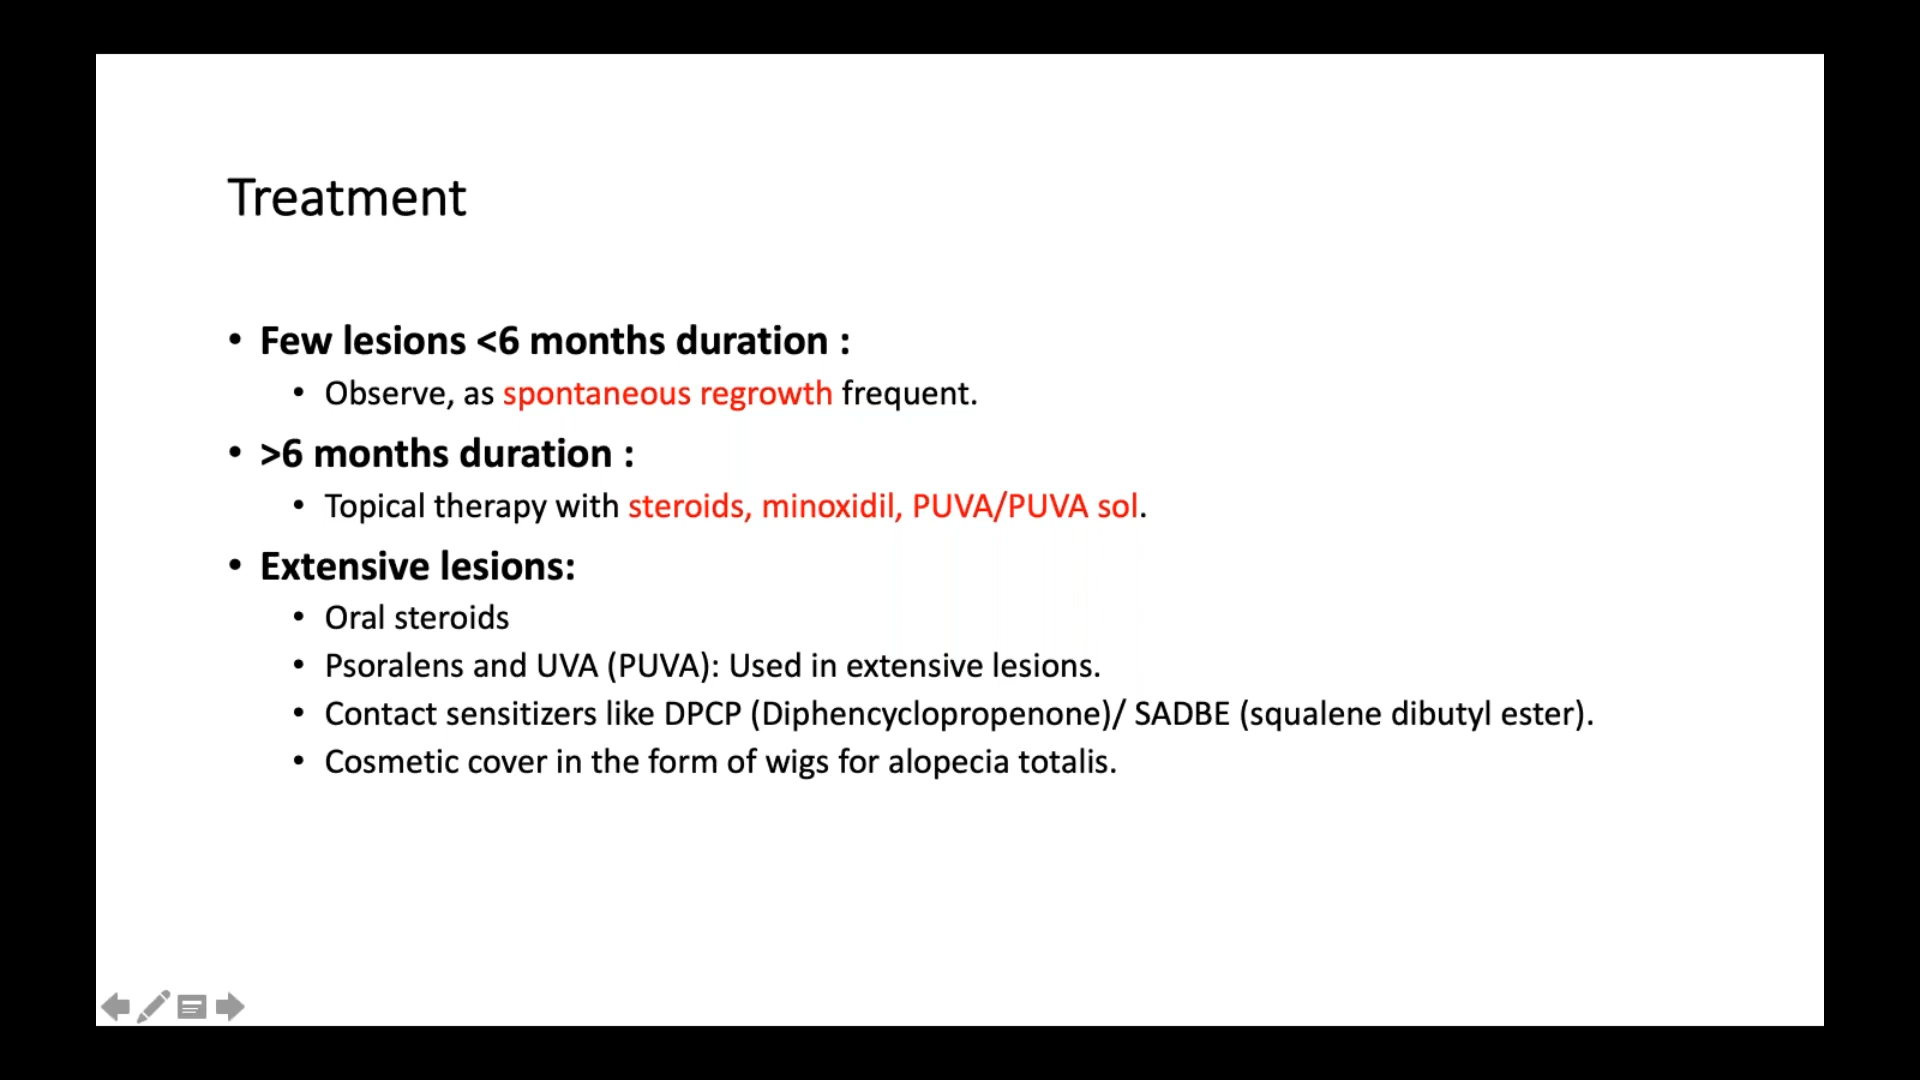 Treatment
• Few lesions <6 months duration :
• Observe, as spontaneous regrowth frequent.
• >6 months duration :
• Topical therapy with steroids, minoxidil, PUVA/PUVA sol.
• Extensive lesions:
• Oral steroids
• Psoralens and UVA (PUVA): Used in extensive lesions.
• Contact sensitizers like DPCP (Diphencyclopropenone)/ SADBE (squalene dibutyl ester).
• Cosmetic cover in the form of wigs for alopecia totalis.